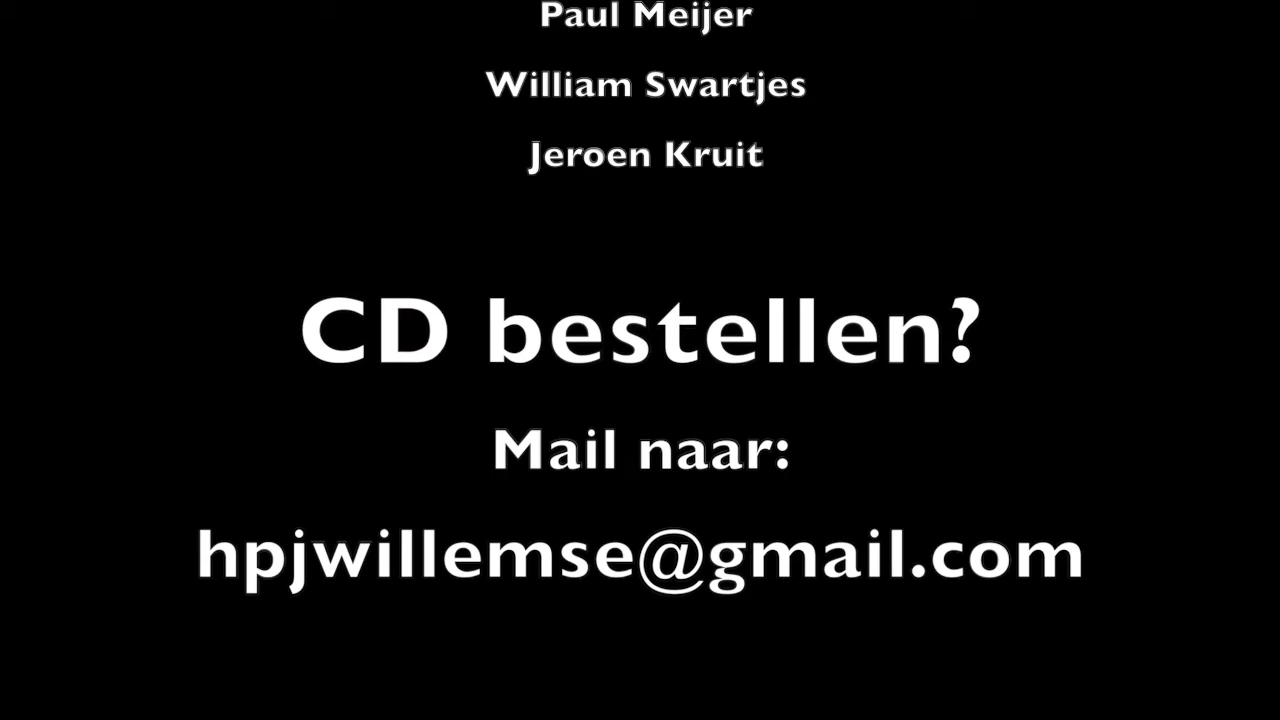 Paul Meijer
William Swartjes
Jeroen Kruit
CD bestellen?
Mail naar:
hpjwillemse@gmail.com